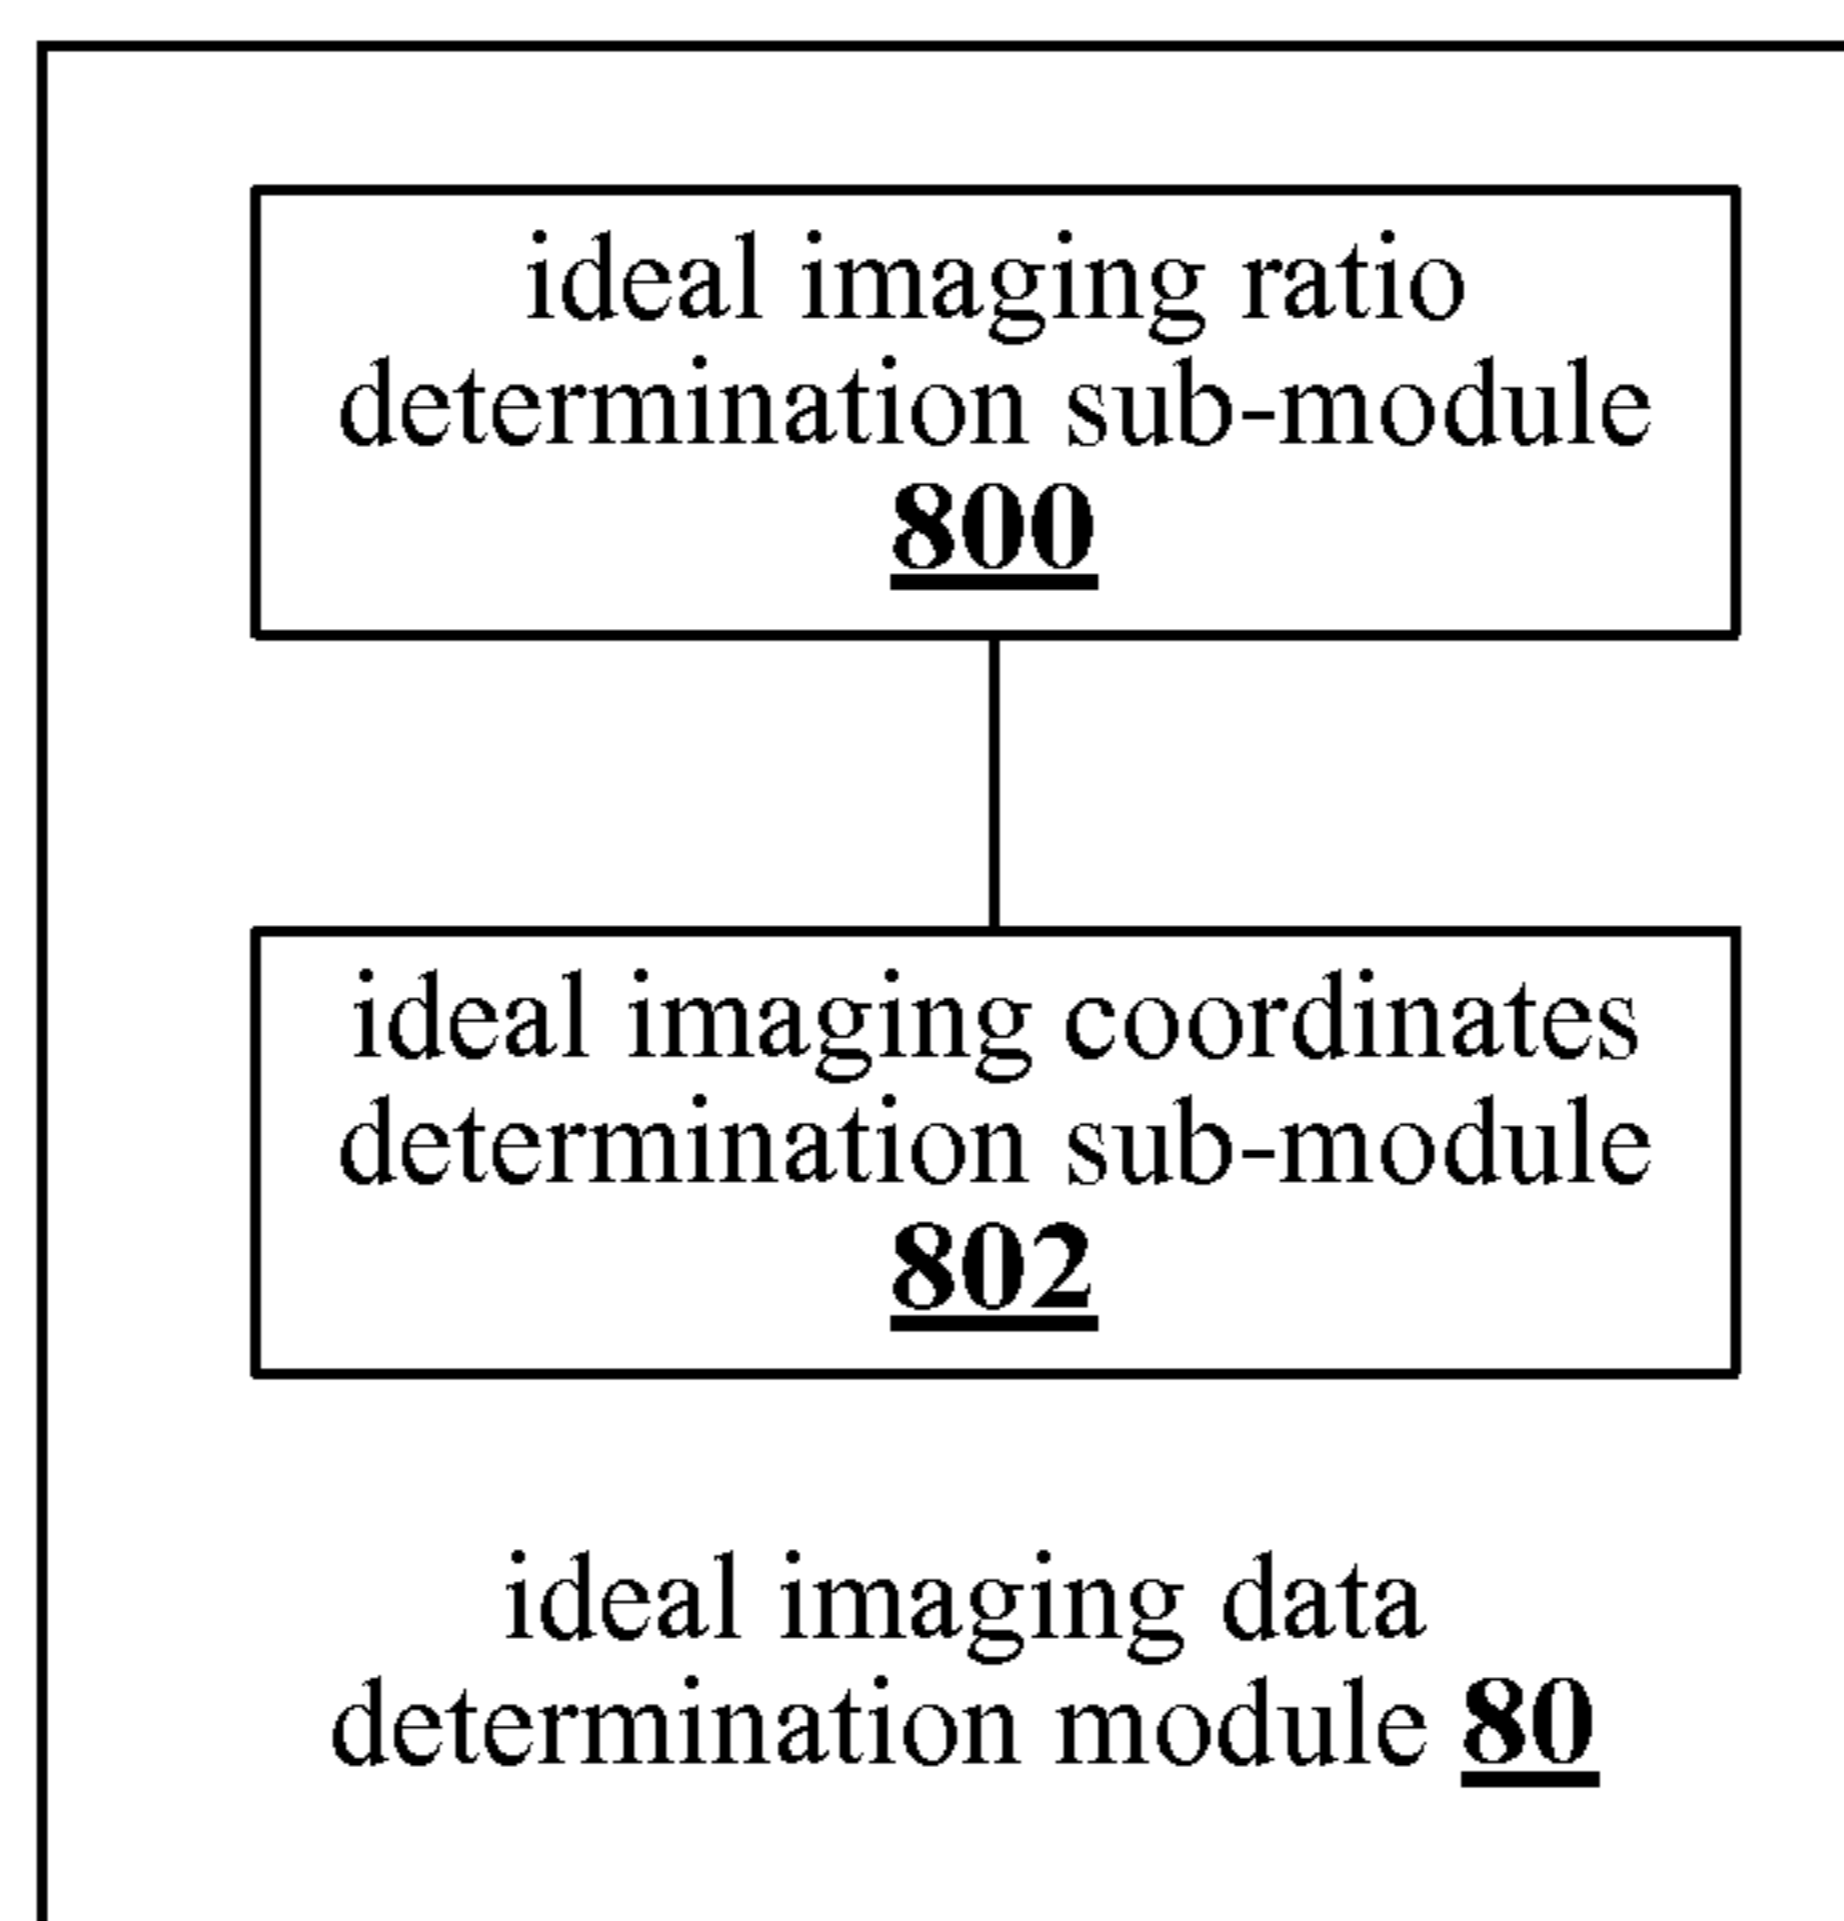 ideal imaging ratio
determination sub-module
800
ideal imaging coordinates
determination sub-module
802
ideal imaging data
determination module 80